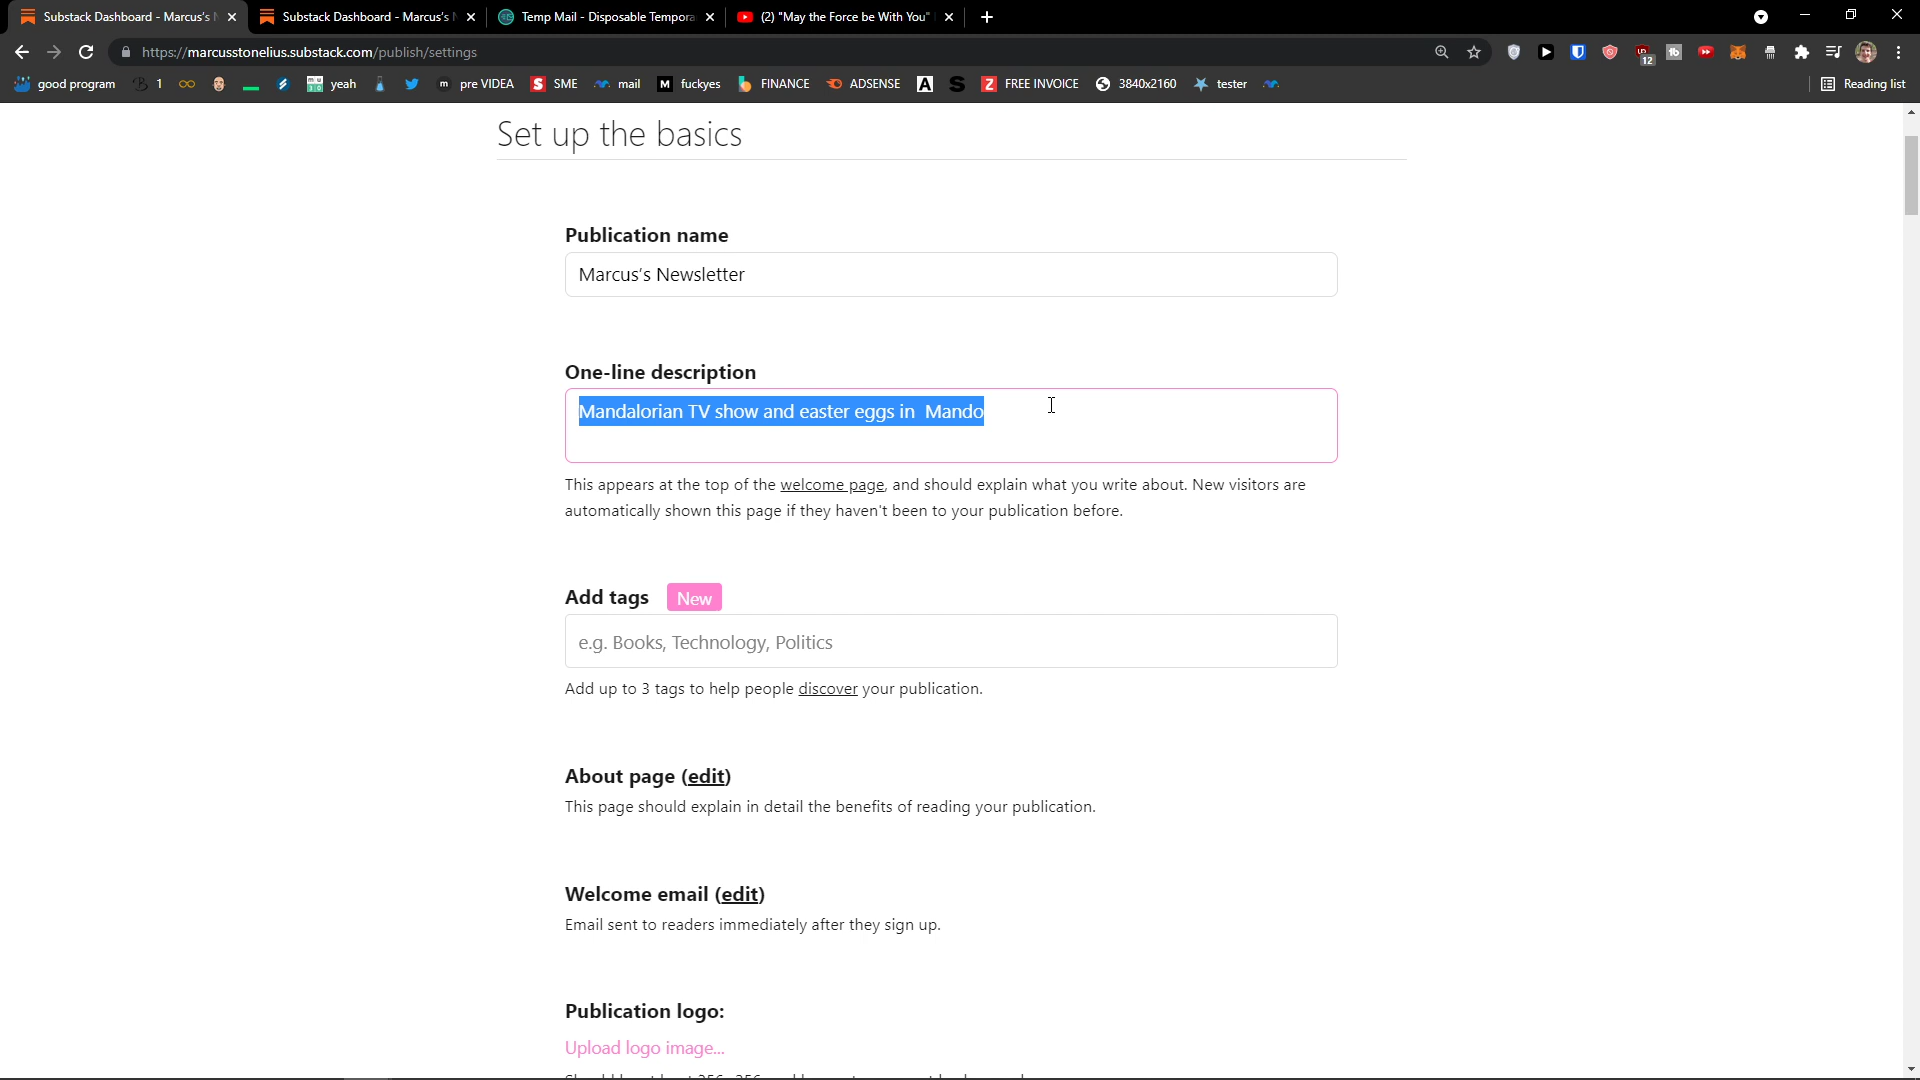 Substack Dashboard - Marcus's
Substack Dashboard - Marcus's N
Temp Mail - Disposable Tempora
(2) "May the Force be With You"
https://marcusstonelius.substack.com/publish/settings
12
good program
1
yeah
pre VIDEA
SME
mail
fuckyes
FINANCE
ADSENSE
FREE INVOICE
3840x2160
tester
Reading list
Set up the basics
Publication name
Marcus's Newsletter
One-line description
Mandalorian TV show and easter eggs in  Mando
This appears at the top of the welcome page, and should explain what you write about. New visitors are
automatically shown this page if they haven't been to your publication before.
Add tags New
e.g. Books, Technology, Politics
Add up to 3 tags to help people discover your publication.
About page (edit)
This page should explain in detail the benefits of reading your publication.
Welcome email (edit)
Email sent to readers immediately after they sign up.
Publication logo:
Upload logo image...